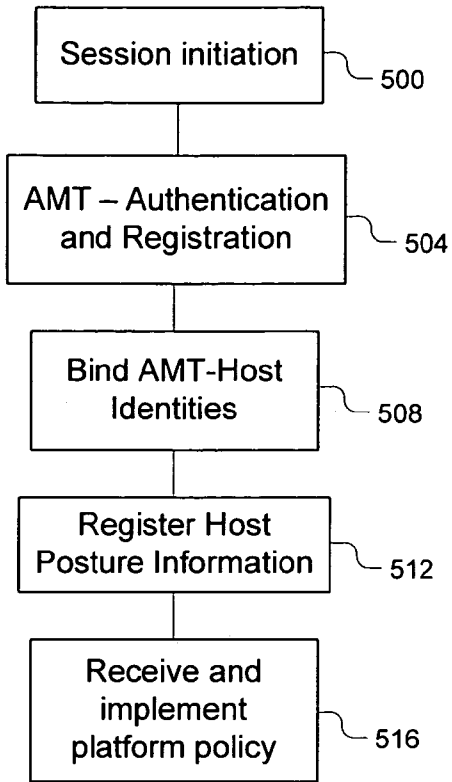 Session initiation
500
AMT – Authentication
and Registration
504
Bind AMT-Host
Identities
508
Register Host
Posture Information
512
Receive and
implement
platform policy
516